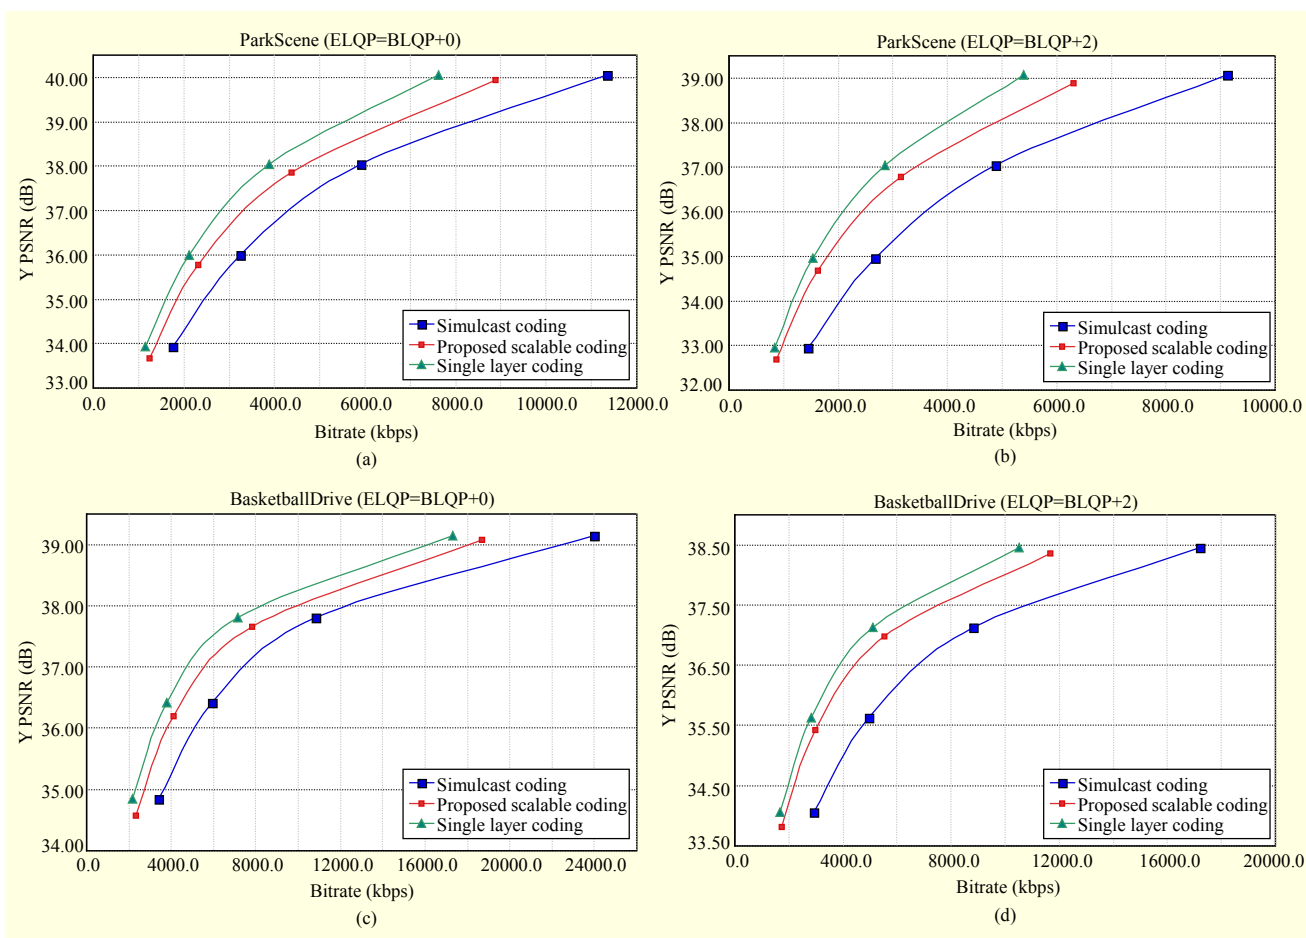 ParkScene (ELQP=BLQP+0)
Y PSNR (dB)
40.00
39.00
38.00
37.00
36.00
35.00
34.00
33.00
Simulcast coding
Proposed scalable coding
Single layer coding
0.0 2000.0 4000.0 6000.0 8000.0 10000.0 12000.0
Bitrate (kbps)
(a)
ParkScene (ELQP=BLQP+2)
Y PSNR (dB)
39.00
38.00
37.00
36.00
35.00
34.00
33.00
32.00
Simulcast coding
Proposed scalable coding
Single layer coding
0.0 2000.0 4000.0 6000.0 8000.0 10000.0
Bitrate (kbps)
(b)
BasketballDrive (ELQP=BLQP+0)
Y PSNR (dB)
39.00
38.00
37.00
36.00
35.00
34.00
Simulcast coding
Proposed scalable coding
Single layer coding
0.0 4000.0 8000.0 12000.0 16000.0 20000.0 24000.0
Bitrate (kbps)
(c)
BasketballDrive (ELQP=BLQP+2)
Y PSNR (dB)
38.50
37.50
36.50
35.50
34.50
33.50
Simulcast coding
Proposed scalable coding
Single layer coding
0.0 4000.0 8000.0 12000.0 16000.0 20000.0
Bitrate (kbps)
(d)